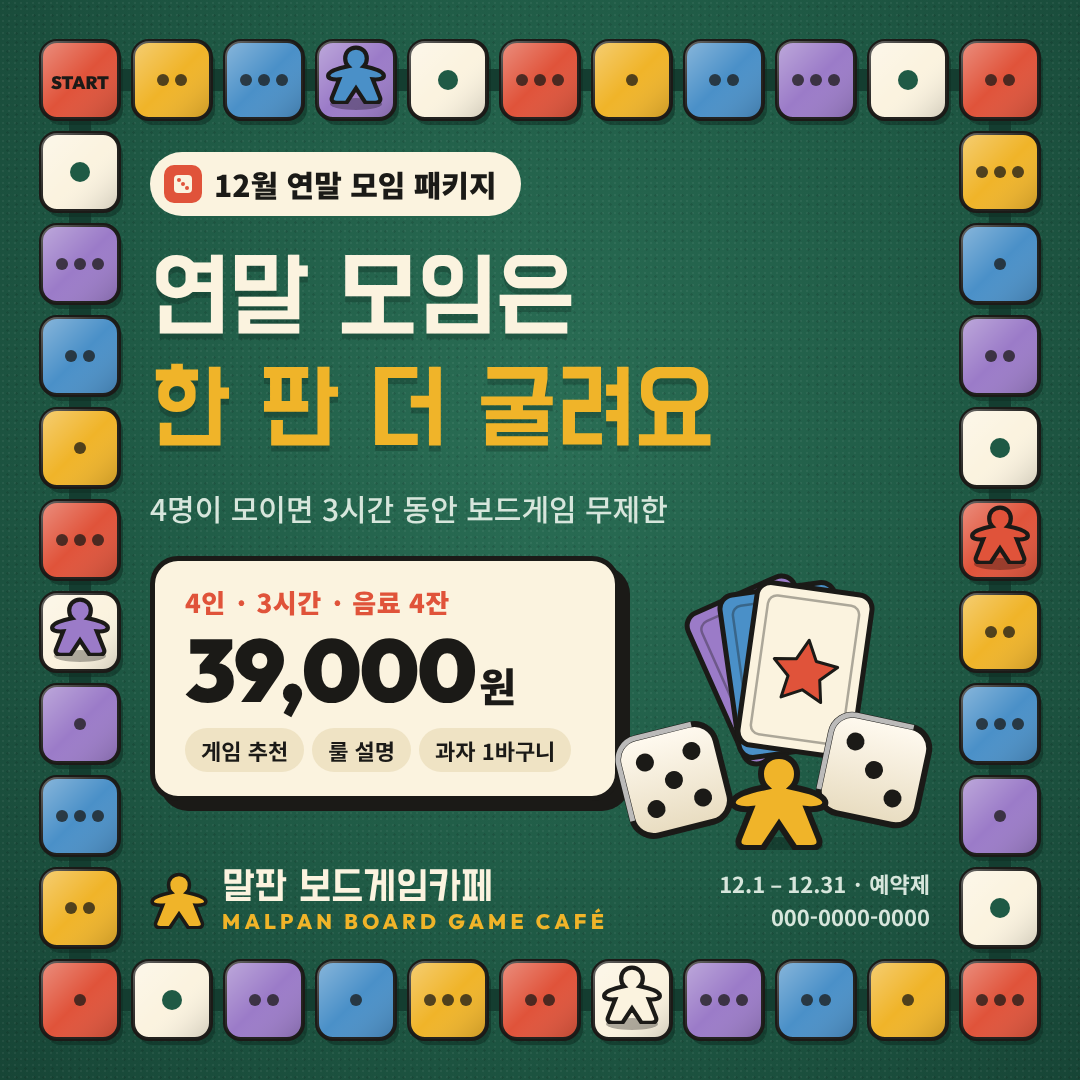 START
12월 연말 모임 패키지
연말 모임은
한 판 더 굴려요
4명이 모이면 3시간 동안 보드게임 무제한
4인 · 3시간 · 음료 4잔
39,000원
게임 추천 룰 설명 과자 1바구니
말판 보드게임카페
MALPAN BOARD GAME CAFÉ
12.1 – 12.31 · 예약제
000-0000-0000